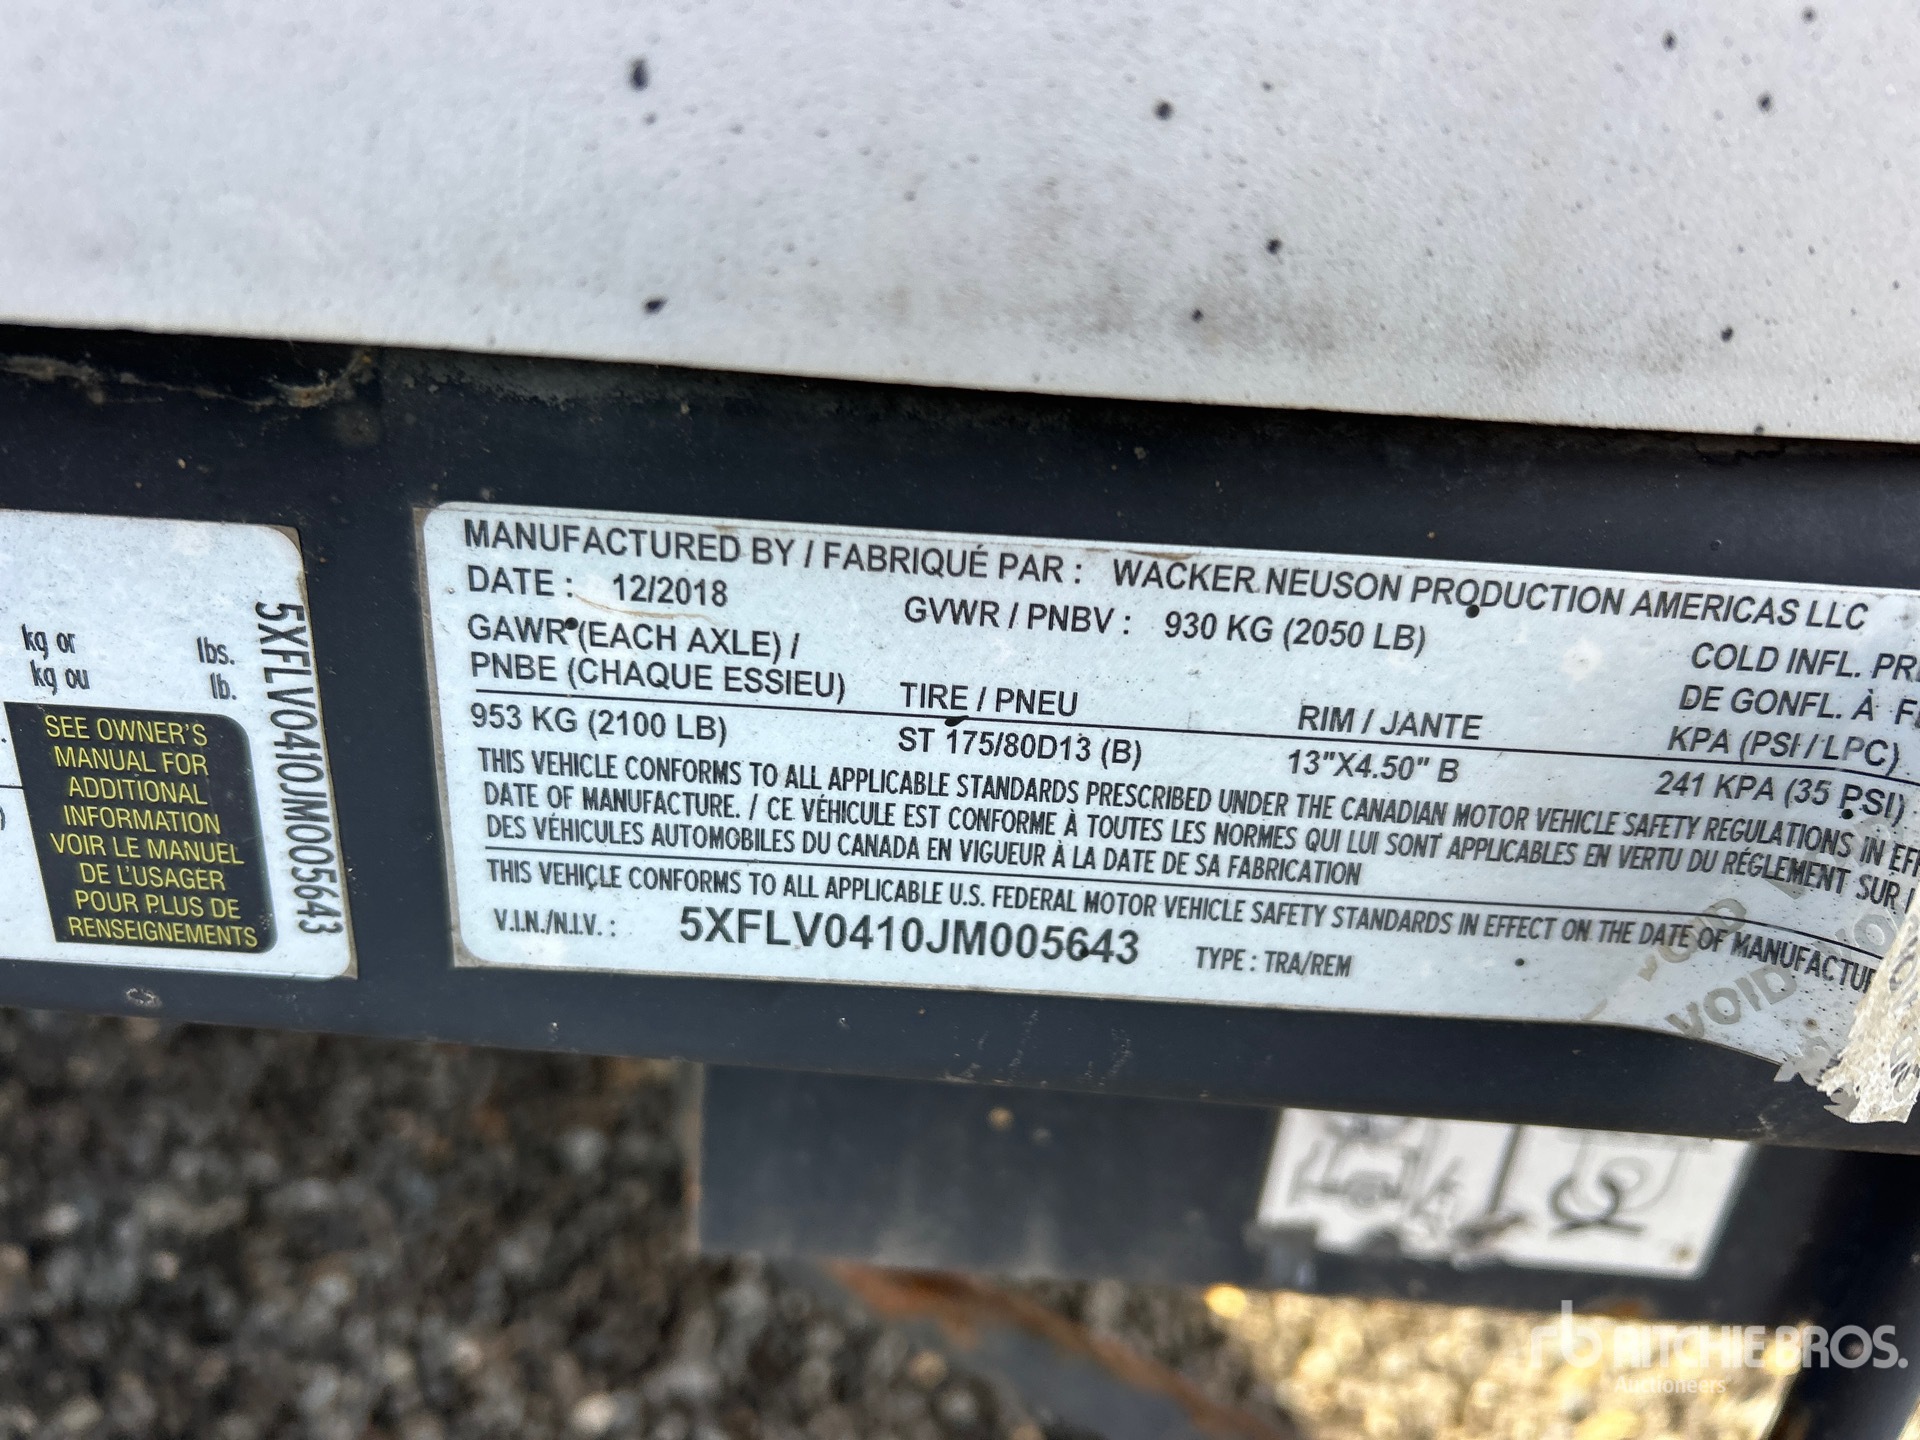 kg or lbs.
kg ou lb.
SEE OWNER'S
MANUAL FOR
ADDITIONAL
INFORMATION
VOIR LE MANUEL
DE L'USAGER
POUR PLUS DE
RENSEIGNEMENTS
5XFLV0410JM005643
MANUFACTURED BY / FABRIQUÉ PAR : WACKER NEUSON PRODUCTION AMERICAS LLC
DATE : 12/2018 GVWR / PNBV : 930 KG (2050 LB)
GAWR (EACH AXLE) / COLD INFL.
PNBE (CHAQUE ESSIEU) TIRE / PNEU RIM / JANTE DE GONFL. À
KPA (PSI / LPC)
953 KG (2100 LB) ST 175/80D13 (B) 13"X4.50" B 241 KPA (35 PSI)
THIS VEHICLE CONFORMS TO ALL APPLICABLE STANDARDS PRESCRIBED UNDER THE CANADIAN MOTOR VEHICLE SAFETY REGULATIONS IN
DATE OF MANUFACTURE. / CE VÉHICULE EST CONFORME À TOUTES LES NORMES QUI LUI SONT APPLICABLES EN VERTU DU RÉGLEMENT SUR
DES VÉHICULES AUTOMOBILES DU CANADA EN VIGUEUR À LA DATE DE SA FABRICATION
THIS VEHICLE CONFORMS TO ALL APPLICABLE U.S. FEDERAL MOTOR VEHICLE SAFETY STANDARDS IN EFFECT ON THE DATE OF
V.I.N./N.I.V. : 5XFLV0410JM005643 TYPE : TRA/REM
VOID
rb RITCHIE BROS.
Auctioneers